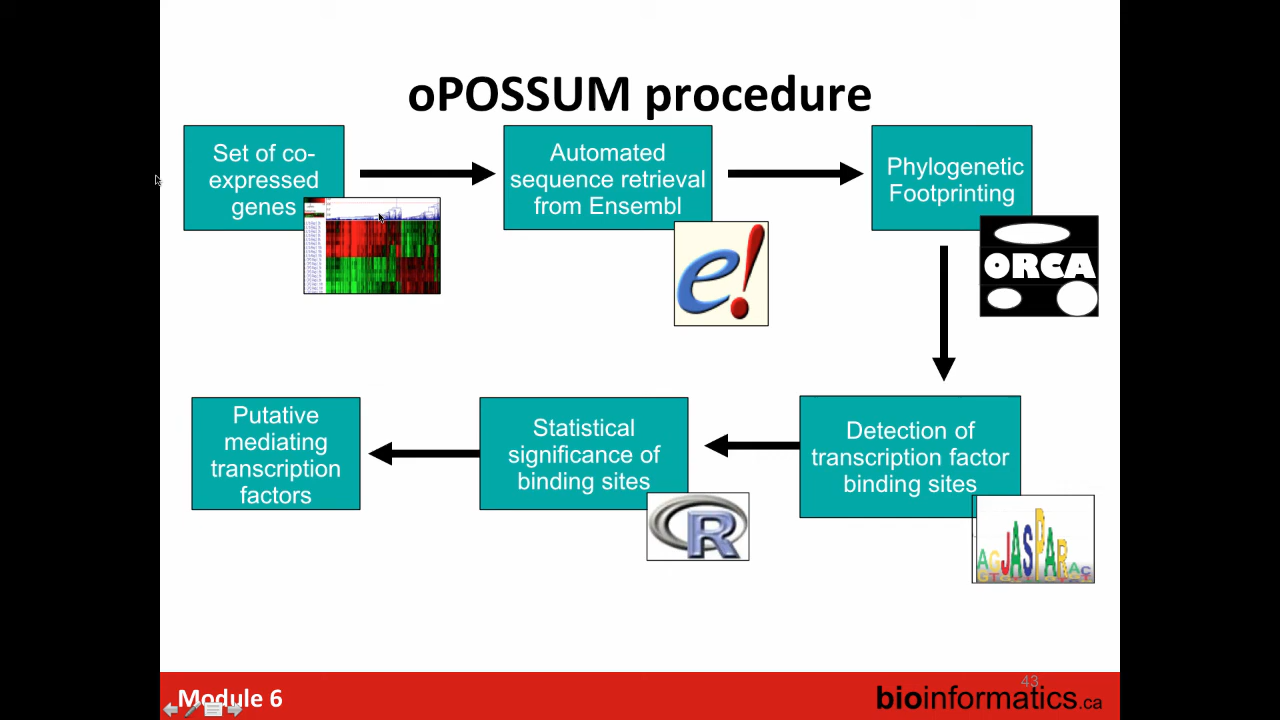 oPOSSUM procedure
Set of co-
expressed
genes
Automated
sequence retrieval
from Ensembl
e!
Phylogenetic
Footprinting
ORCA
Putative
mediating
transcription
factors
Statistical
significance of
binding sites
R
Detection of
transcription factor
binding sites
JASPAR
Module 6
43
bioinformatics.ca